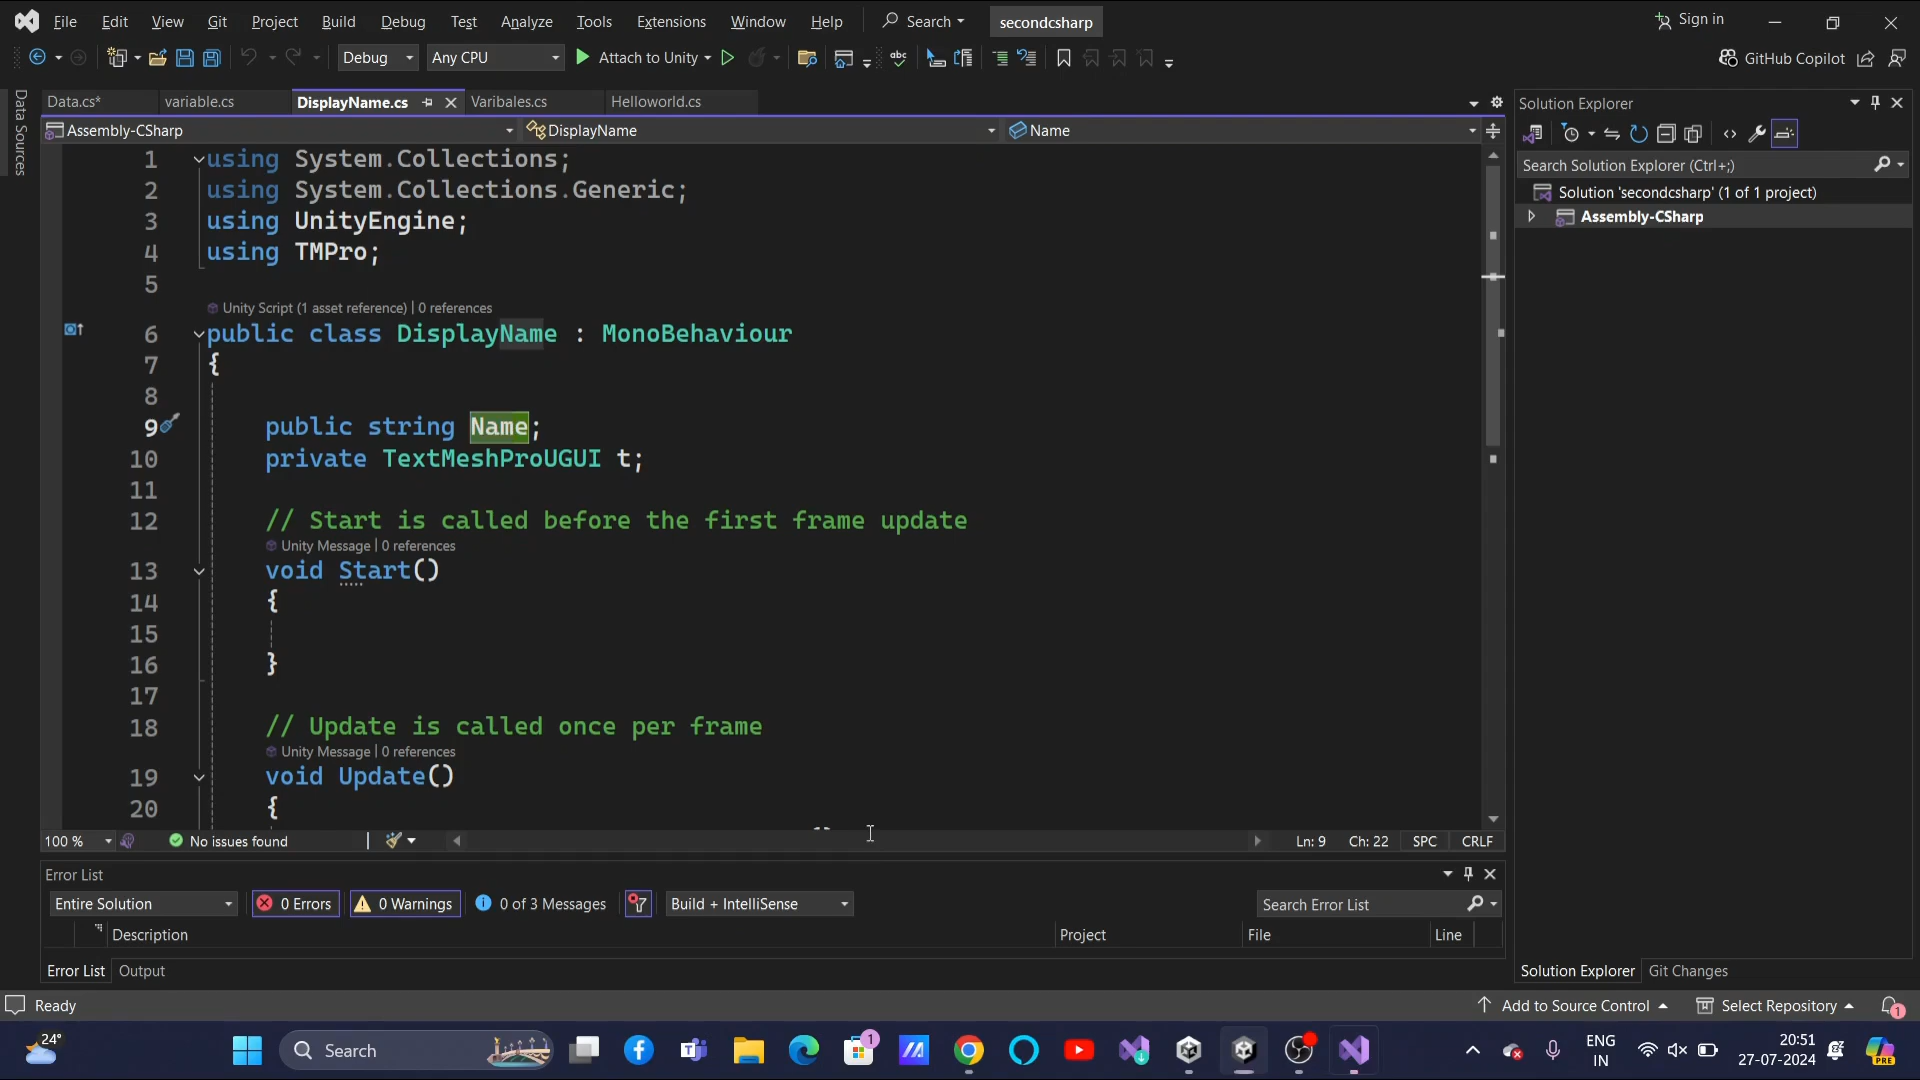 File Edit View Git Project Build Debug Test Analyze Tools Extensions Window Help Search secondcsharp Sign in
Debug Any CPU Attach to Unity GitHub Copilot
Data Sources
Data.cs* variable.cs DisplayName.cs Varibales.cs Helloworld.cs
Assembly-CSharp DisplayName Name
1 using System.Collections;
2 using System.Collections.Generic;
3 using UnityEngine;
4 using TMPro;
5
Unity Script (1 asset reference) | 0 references
6 public class DisplayName : MonoBehaviour
7 {
8
9 public string Name;
10 private TextMeshProUGUI t;
11
12 // Start is called before the first frame update
Unity Message | 0 references
13 void Start()
14 {
15
16 }
17
18 // Update is called once per frame
Unity Message | 0 references
19 void Update()
20 {
100 % No issues found Ln: 9 Ch: 22 SPC CRLF
Error List
Entire Solution 0 Errors 0 Warnings 0 of 3 Messages Build + IntelliSense Search Error List
Description Project File Line
Error List Output
Solution Explorer
Search Solution Explorer (Ctrl+;)
Solution 'secondcsharp' (1 of 1 project)
Assembly-CSharp
Solution Explorer Git Changes
Ready Add to Source Control Select Repository 1
24° Search 1 ENG 20:51
IN 27-07-2024 PRE